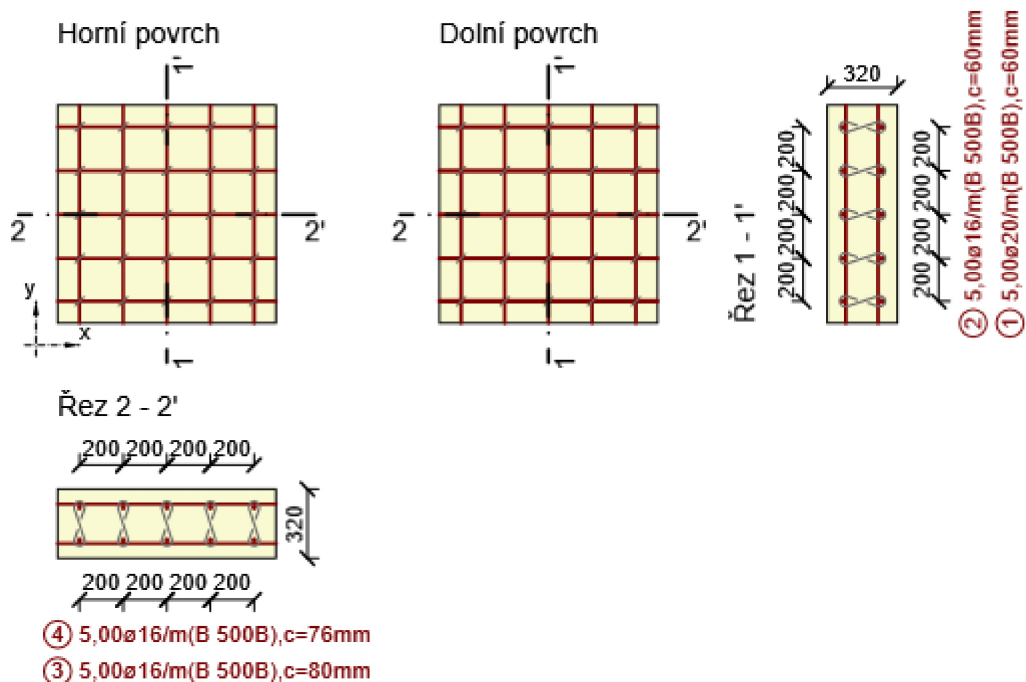 Horní povrch
Dolní povrch
1'
1'
2
2'
2
2'
y
x
1
1
320
200
200
200
200
200
200
200
200
Řez 1 - 1'
② 5,00ø16/m(B 500B),c=60mm
① 5,00ø20/m(B 500B),c=60mm
Řez 2 - 2'
200 200 200 200
320
200 200 200 200
④ 5,00ø16/m(B 500B),c=76mm
③ 5,00ø16/m(B 500B),c=80mm